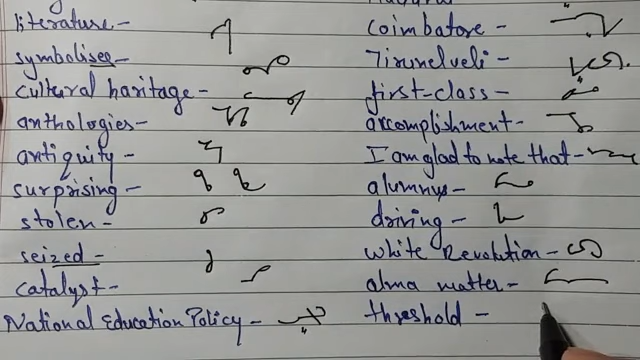 literature -
symbolises -
cultural haritage -
anthologies -
antiquity -
surprising -
stolen -
seized -
catalyst -
National Education Policy -
Coimbatore -
Tirunelveli -
first-class -
accomplishment -
I am glad to note that -
alumnus -
driving -
White Revolution -
alma matter -
threshold -